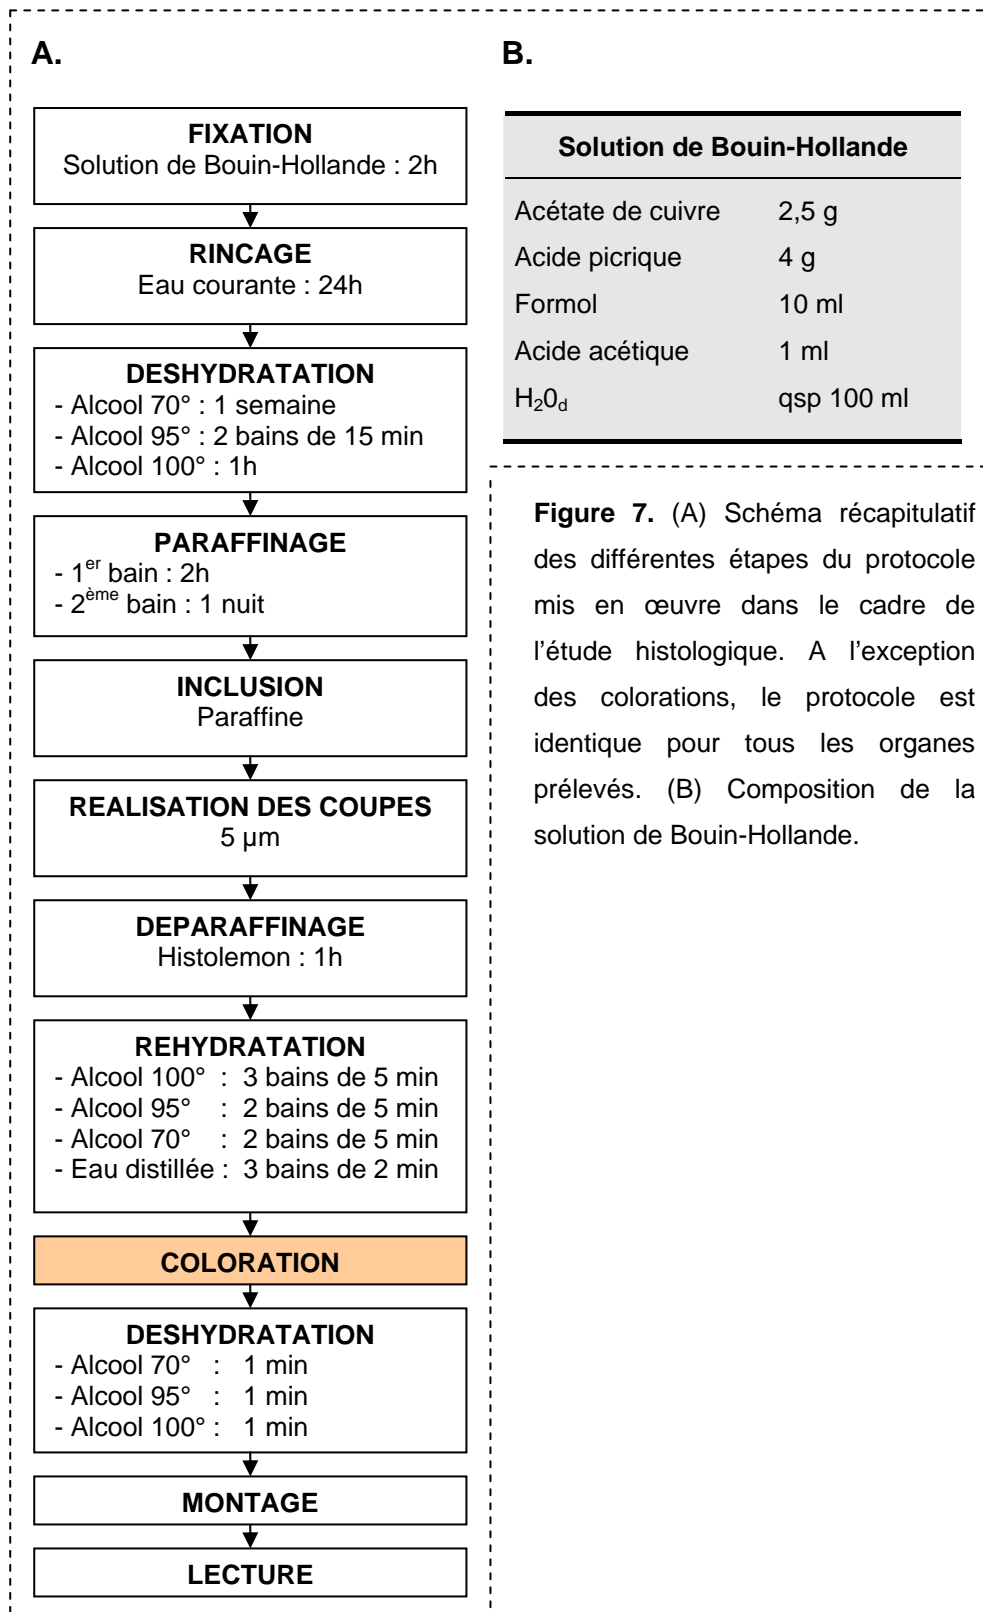 A.
FIXATION
Solution de Bouin-Hollande : 2h
RINCAGE
Eau courante : 24h
DESHYDRATATION
- Alcool 70° : 1 semaine
- Alcool 95° : 2 bains de 15 min
- Alcool 100° : 1h
PARAFFINAGE
- 1er bain : 2h
- 2ème bain : 1 nuit
INCLUSION
Paraffine
REALISATION DES COUPES
5 µm
DEPARAFFINAGE
Histolemon : 1h
REHYDRATATION
- Alcool 100° : 3 bains de 5 min
- Alcool 95° : 2 bains de 5 min
- Alcool 70° : 2 bains de 5 min
- Eau distillée : 3 bains de 2 min
COLORATION
DESHYDRATATION
- Alcool 70° : 1 min
- Alcool 95° : 1 min
- Alcool 100° : 1 min
MONTAGE
LECTURE
B.
Solution de Bouin-Hollande
Acétate de cuivre 2,5 g
Acide picrique 4 g
Formol 10 ml
Acide acétique 1 ml
H20d qsp 100 ml
Figure 7. (A) Schéma récapitulatif
des différentes étapes du protocole
mis en œuvre dans le cadre de
l'étude histologique. A l'exception
des colorations, le protocole est
identique pour tous les organes
prélevés. (B) Composition de la
solution de Bouin-Hollande.